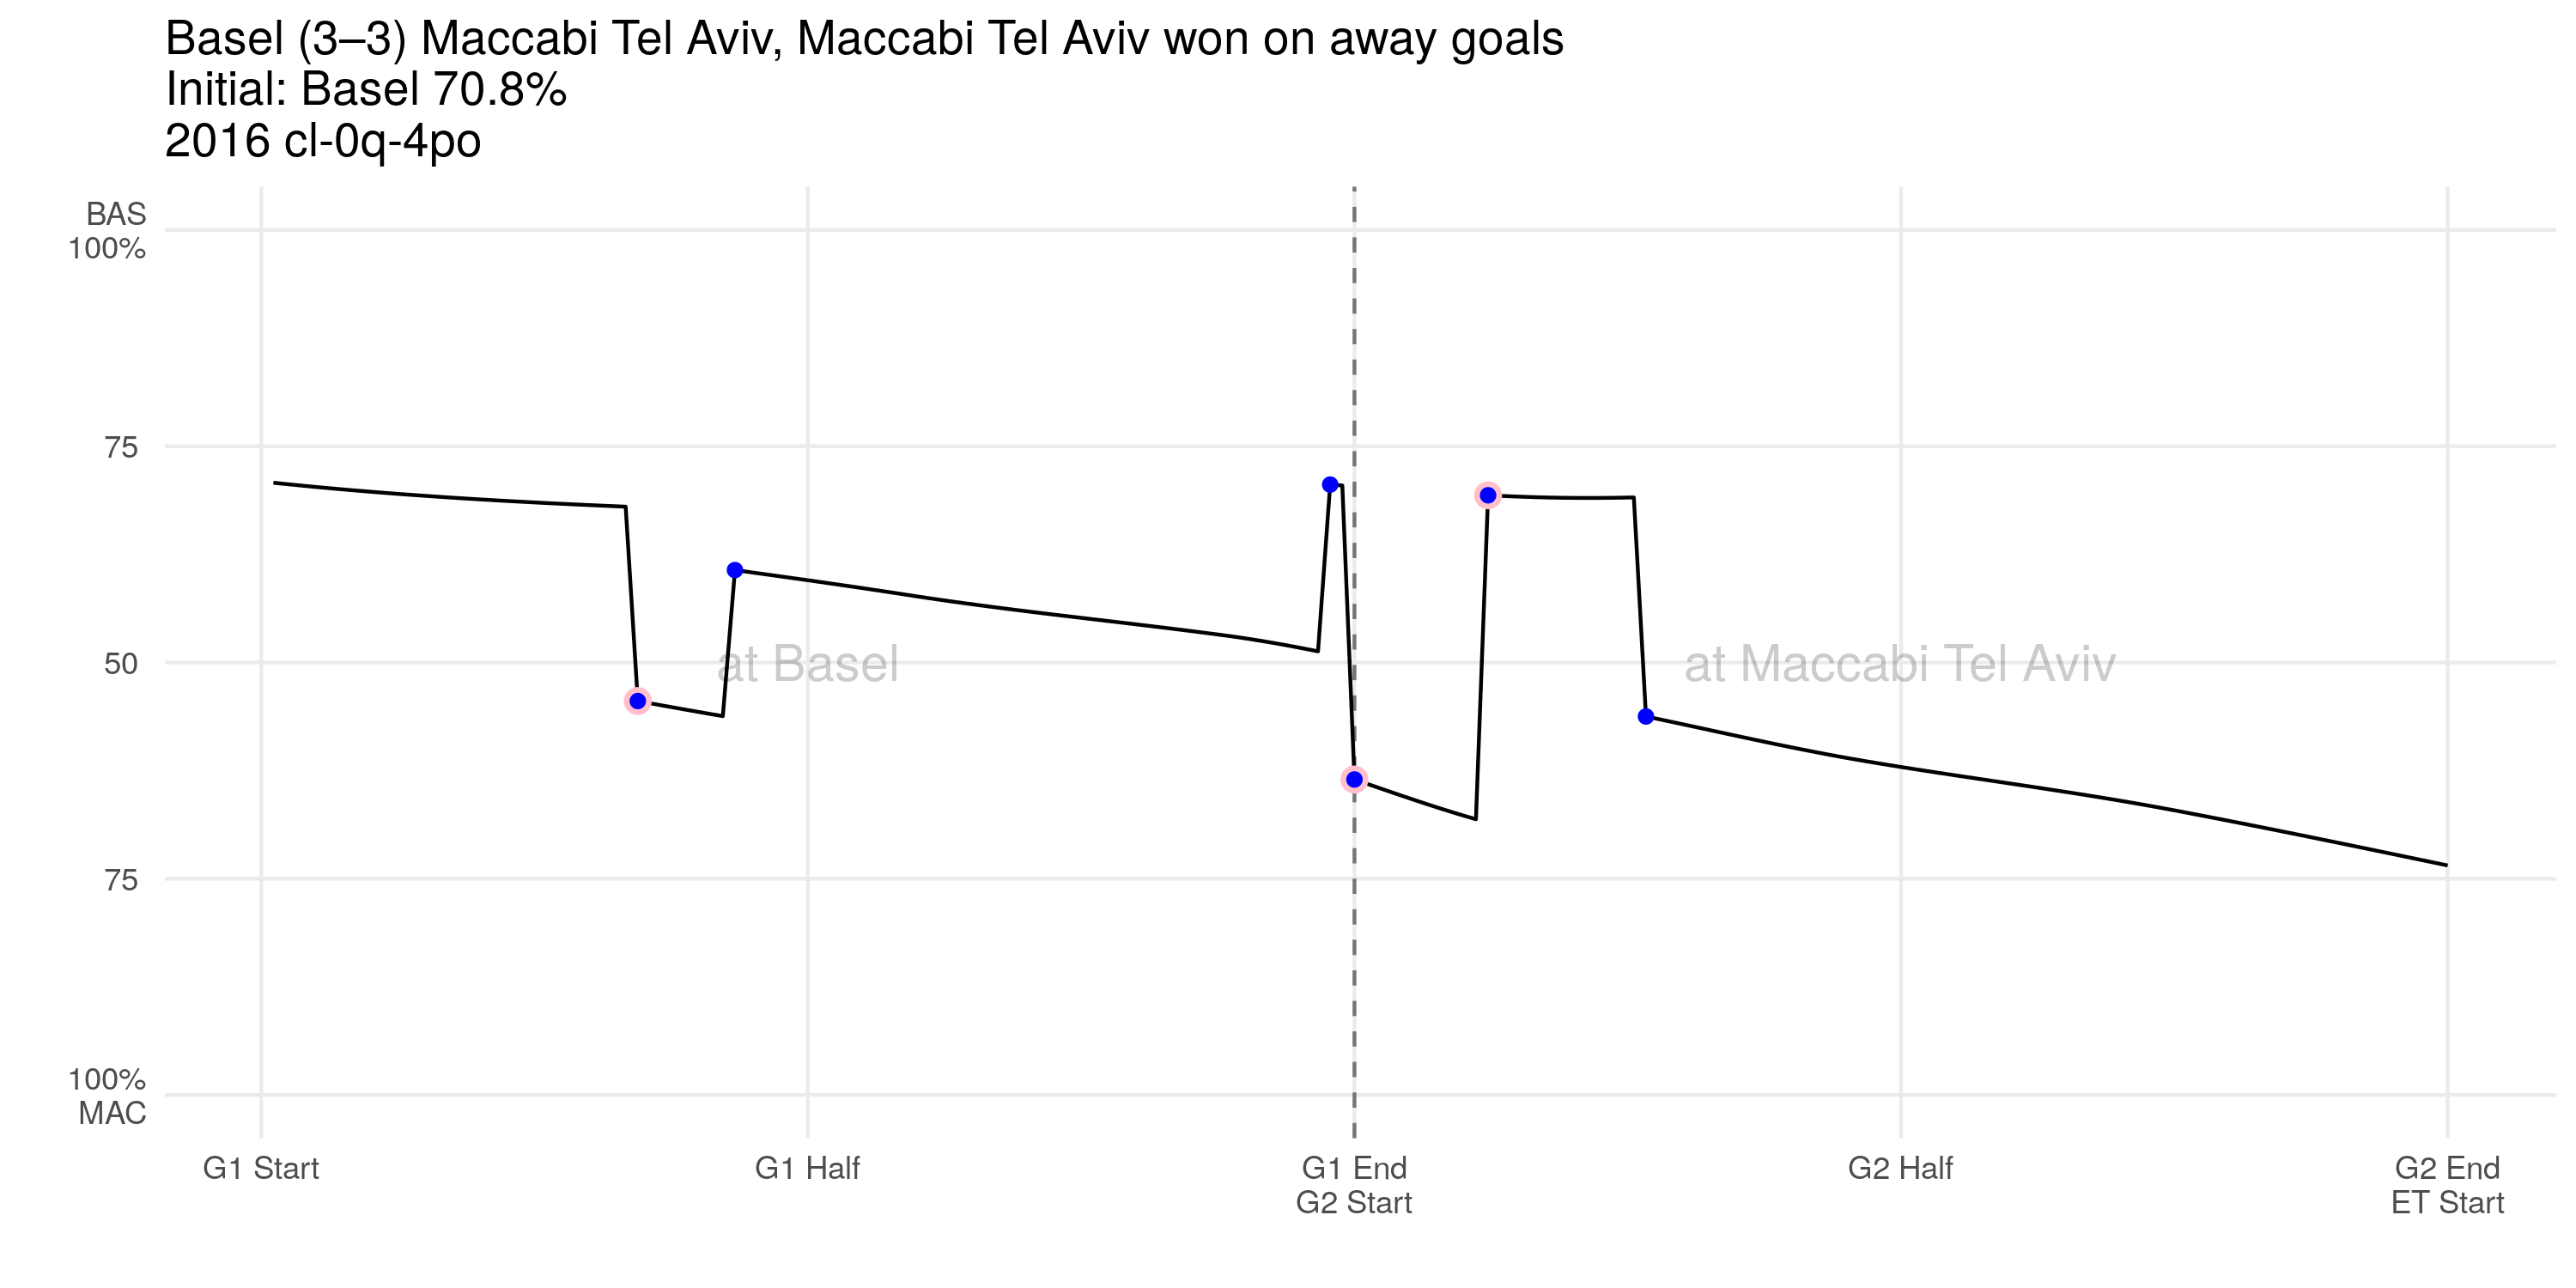 Basel (3–3) Maccabi Tel Aviv, Maccabi Tel Aviv won on away goals
Initial: Basel 70.8%
2016 cl-0q-4po
BAS
100%
75
50
75
100%
MAC
at Basel
at Maccabi Tel Aviv
G1 Start
G1 Half
G1 End
G2 Start
G2 Half
G2 End
ET Start